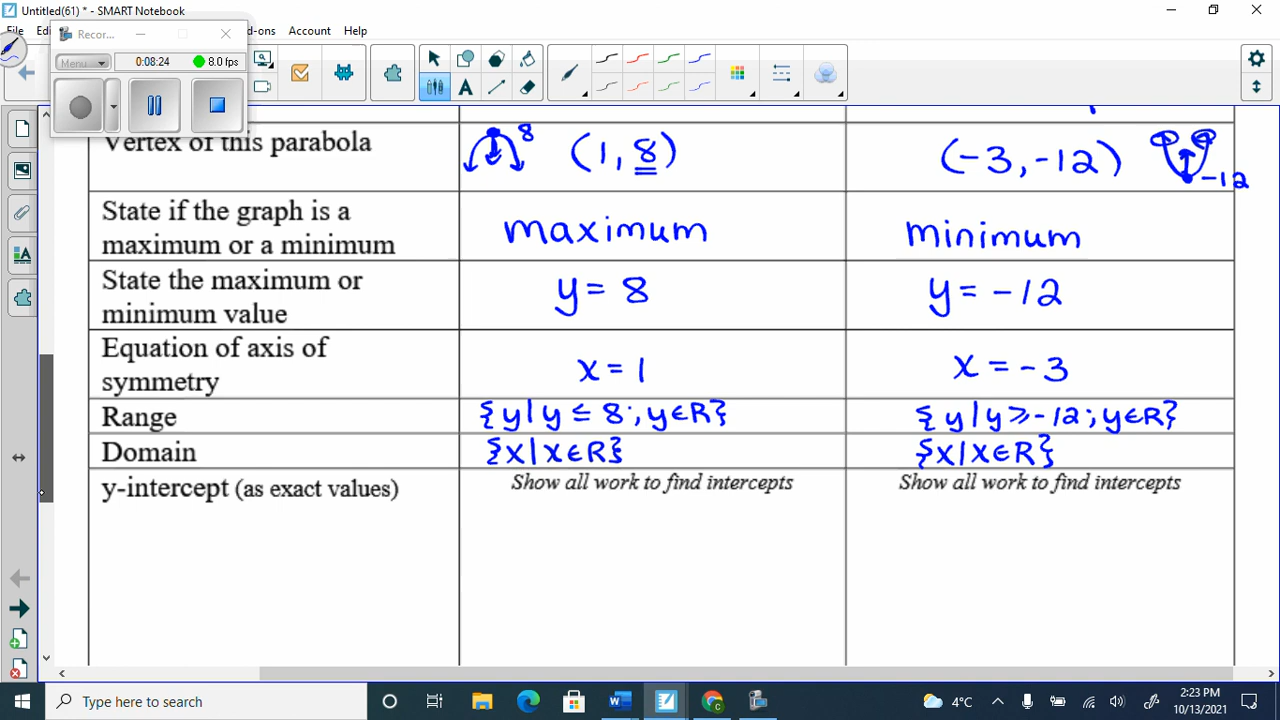 Untitled(61) * - SMART Notebook
File Edi
d-ons Account Help
Recor...
Menu 0:08:24 8.0 fps
Vertex of this parabola 8 (1, 8) (-3, -12) -12
State if the graph is a
maximum or a minimum maximum minimum
State the maximum or
minimum value y = 8 y = -12
Equation of axis of
symmetry x = 1 x = -3
Range {y | y ≤ 8; y∈R} {y | y ≥ -12; y∈R}
Domain {x | x∈R} {x | x∈R}
y-intercept (as exact values) Show all work to find intercepts Show all work to find intercepts
Type here to search
4°C
2:23 PM
10/13/2021